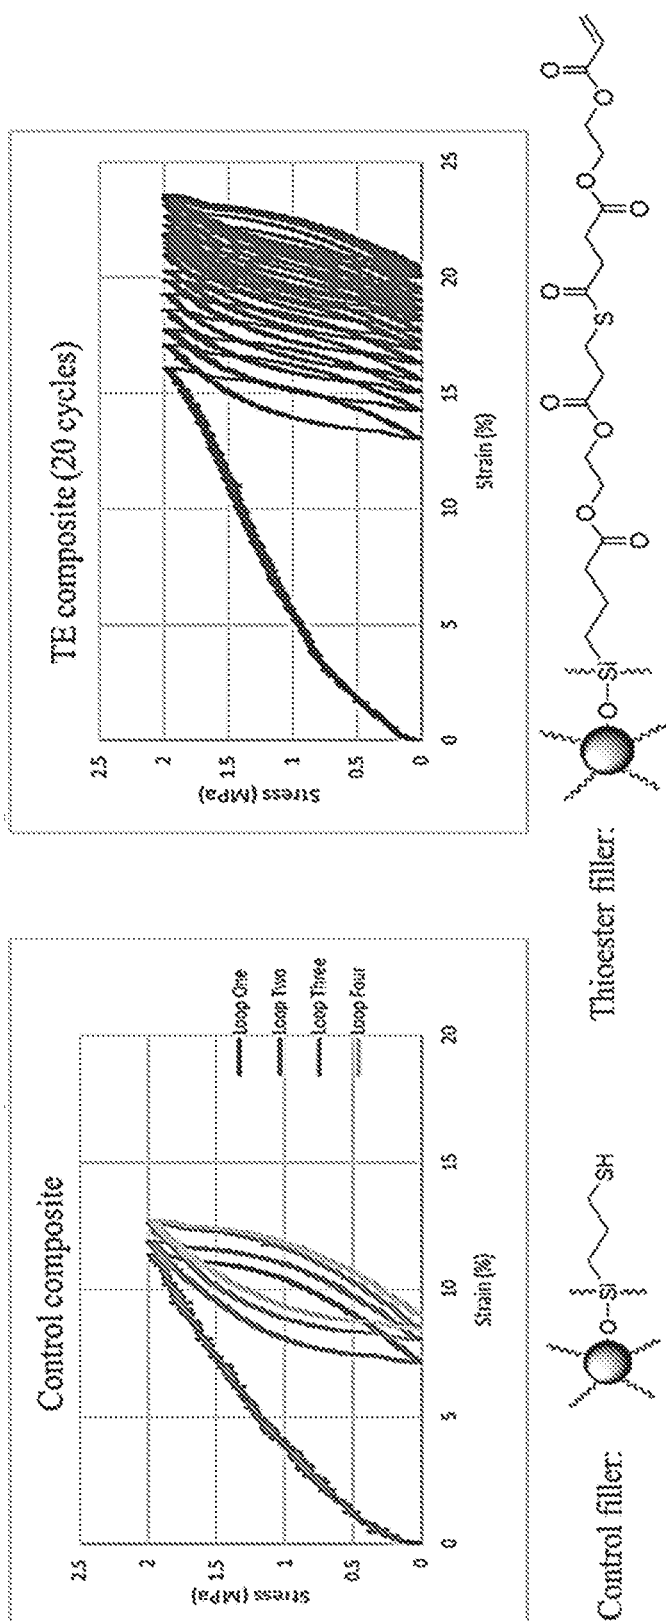 Control composite
2
1.5
1
0.5
0
Stress (MPa)
0
5
10
15
20
Strain (%)
Loop One
Loop Two
Loop Three
Loop Four
Control filler:
O
Si
SH
TE composite (20 cycles)
2.5
2
1.5
1
0.5
0
Stress (MPa)
0
5
10
15
20
25
Strain (%)
Thioester filler:
O
Si
O
O
O
O
S
O
O
O
O
O